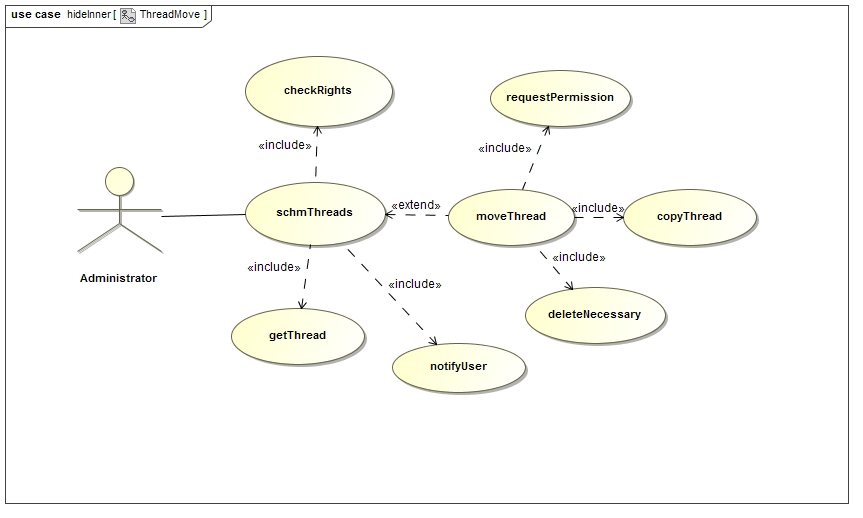 use case hideInner [ ThreadMove ]
checkRights
requestPermission
«include»
«include»
schmThreads
«extend»
moveThread
«include»
copyThread
Administrator
«include»
«include»
«include»
getThread
notifyUser
deleteNecessary